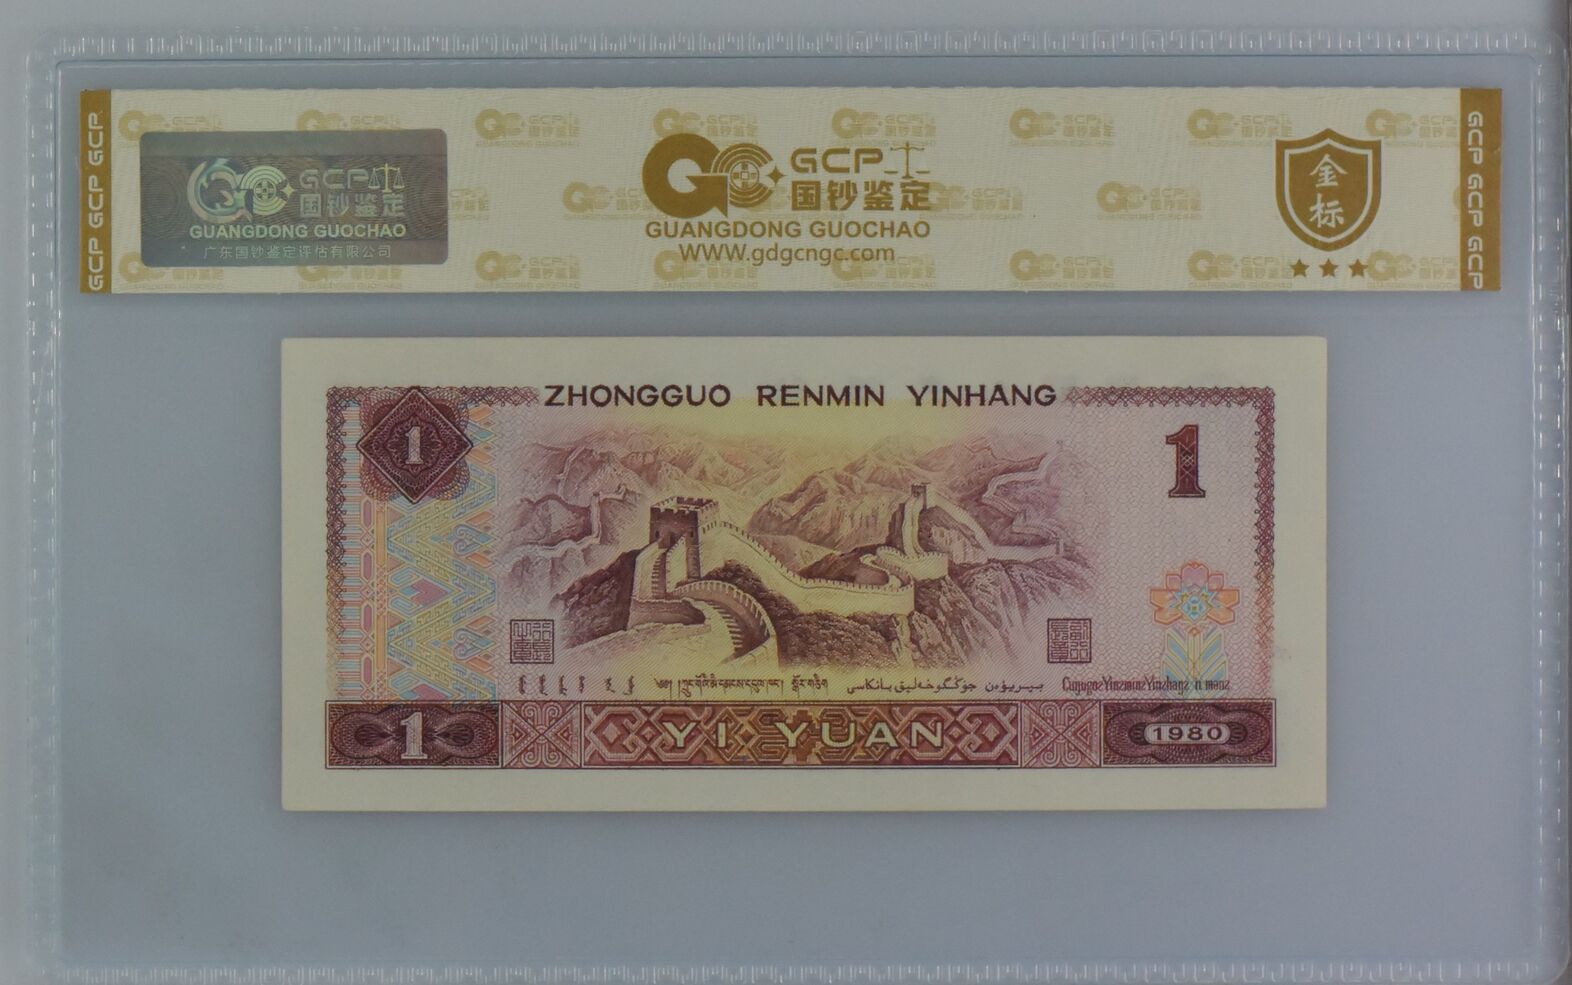 GCP GCP GCP
GCP
国钞鉴定
GUANGDONG GUOCHAO
广东国钞鉴定评估有限公司
GCP
国钞鉴定
GUANGDONG GUOCHAO
WWW.gdgcngc.com
金标
GCP GCP GCP
ZHONGGUO RENMIN YINHANG
1
1
1 YI YUAN 1980